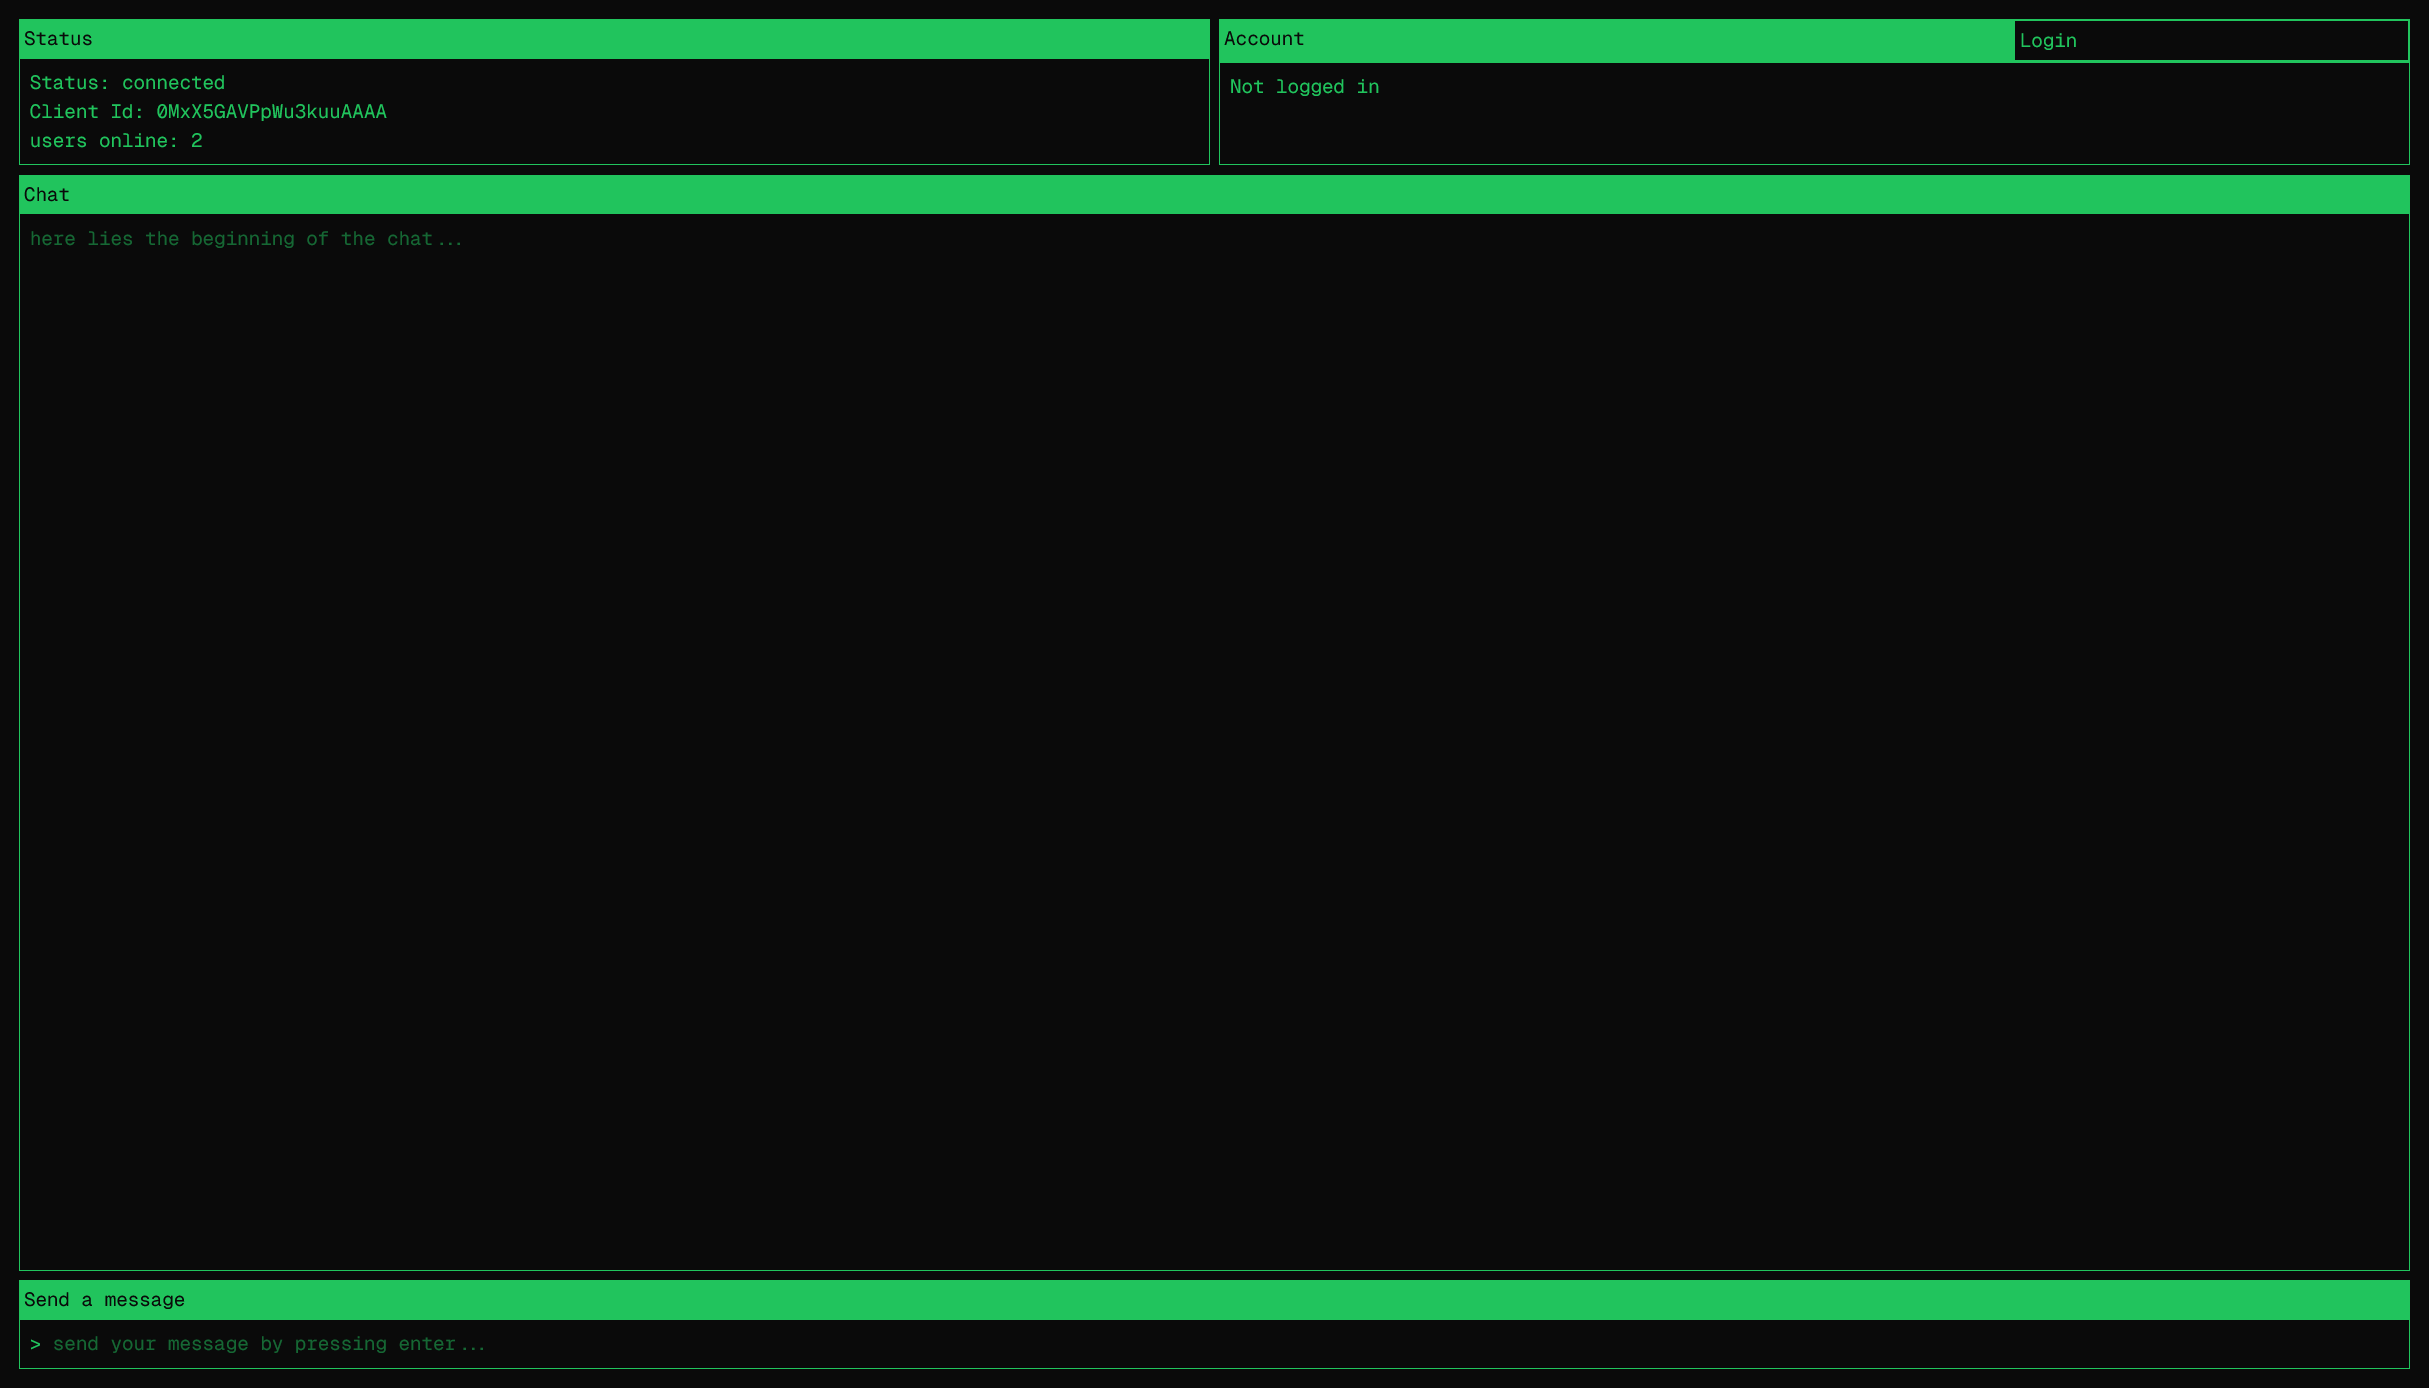 Status
Status: connected
Client Id: 0MxX5GAVPpWu3kuuAAAA
users online: 2
Account
Login
Not logged in
Chat
here lies the beginning of the chat...
Send a message
> send your message by pressing enter...